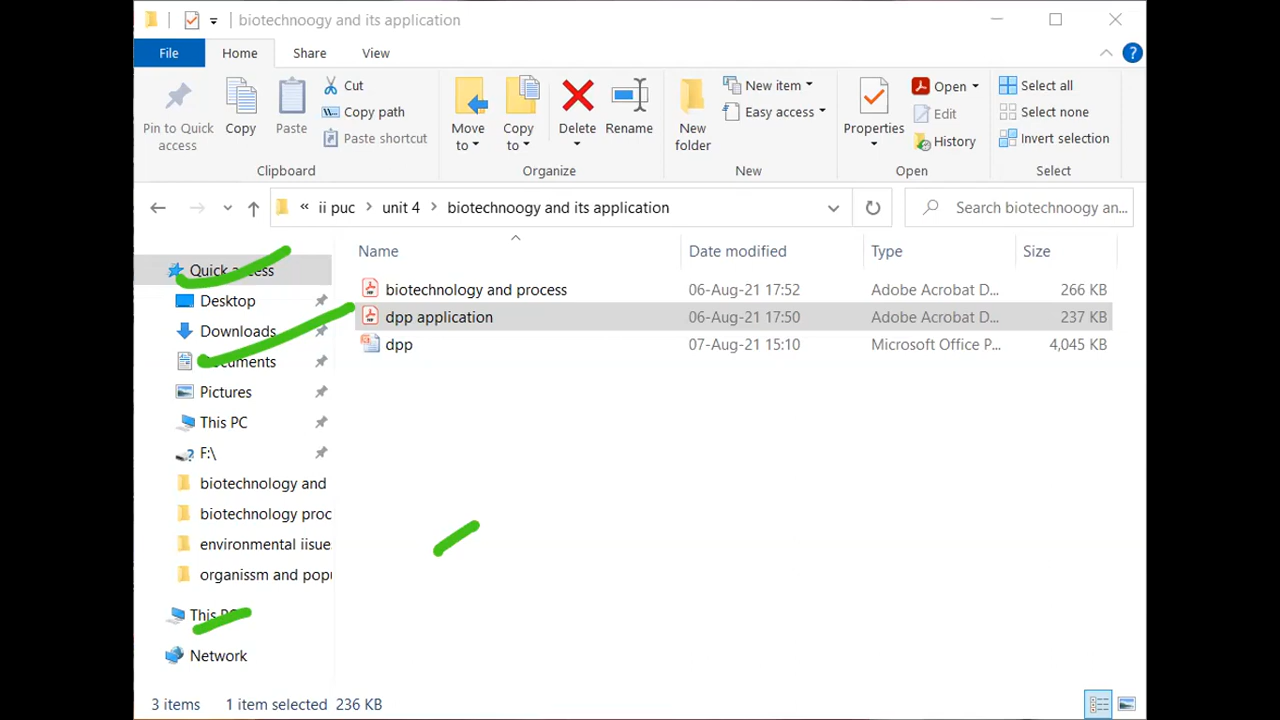 biotechnoogy and its application
File Home Share View
Pin to Quick access
Copy
Paste
Cut
Copy path
Paste shortcut
Clipboard
Move to
Copy to
Delete
Rename
Organize
New folder
New item
Easy access
New
Properties
Open
Edit
History
Open
Select all
Select none
Invert selection
Select
« ii puc > unit 4 > biotechnoogy and its application
Search biotechnoogy an...
Name Date modified Type Size
biotechnology and process 06-Aug-21 17:52 Adobe Acrobat D... 266 KB
dpp application 06-Aug-21 17:50 Adobe Acrobat D... 237 KB
dpp 07-Aug-21 15:10 Microsoft Office P... 4,045 KB
Quick access
Desktop
Downloads
Documents
Pictures
This PC
F:\
biotechnology and
biotechnology proc
environmental iisue
organissm and popu
This PC
Network
3 items 1 item selected 236 KB